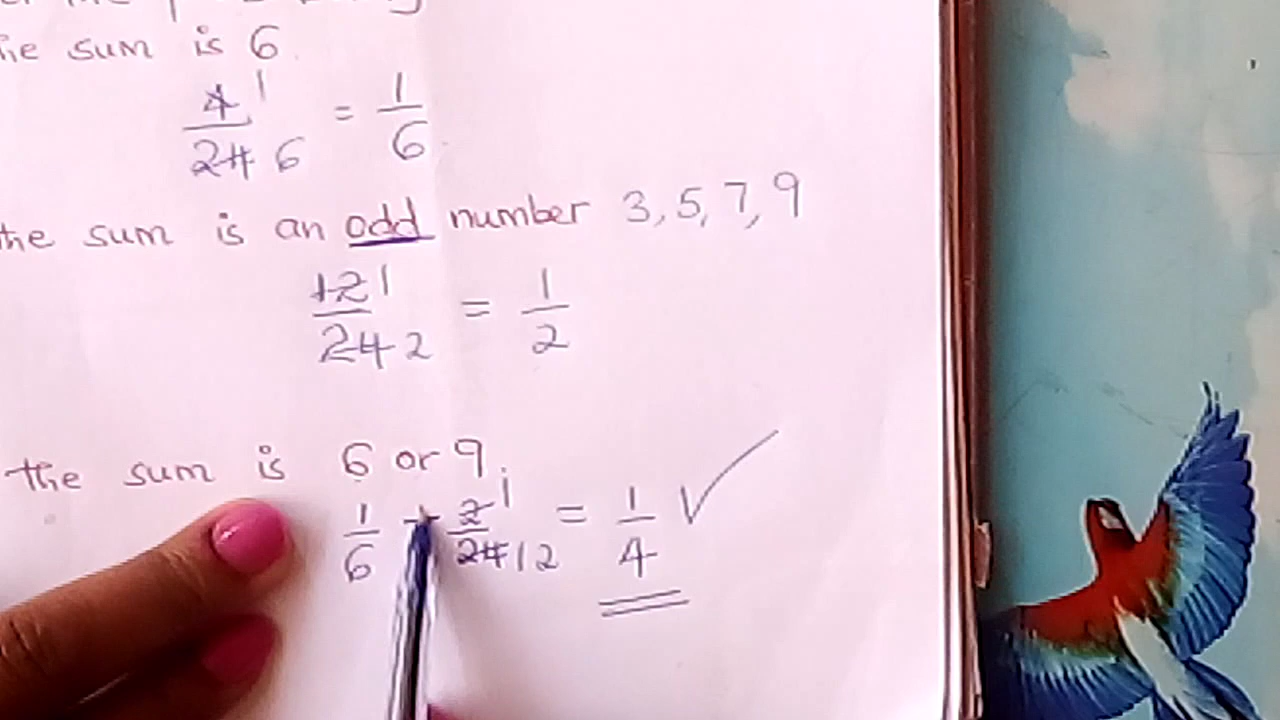 the sum is 6.
4 1 / 24 6 = 1/6
the sum is an odd number 3, 5, 7, 9
12 1 / 24 2 = 1/2
the sum is 6 or 9.
1/6 + 2 1 / 24 12 = 1/4 ✓